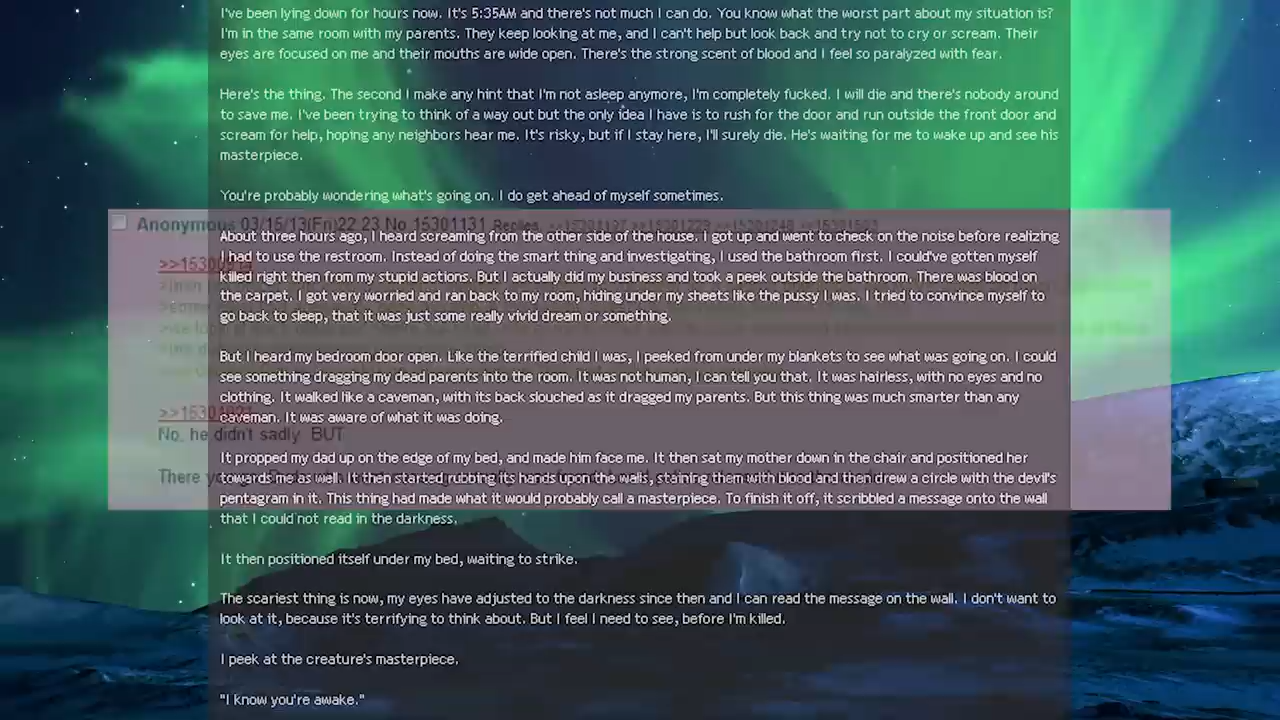 I've been lying down for hours now. It's 5:35AM and there's not much I can do. You know what the worst part about my situation is?
I'm in the same room with my parents. They keep looking at me, and I can't help but look back and try not to cry or scream. Their
eyes are focused on me and their mouths are wide open. There's the strong scent of blood and I feel so paralyzed with fear.
Here's the thing. The second I make any hint that I'm not asleep anymore, I'm completely fucked. I will die and there's nobody around
to save me. I've been trying to think of a way out but the only idea I have is to rush for the door and run outside the front door and
scream for help, hoping any neighbors hear me. It's risky, but if I stay here, I'll surely die. He's waiting for me to wake up and see his
masterpiece.
You're probably wondering what's going on. I do get ahead of myself sometimes.
Anonymous 03/15/13(Fri)22:23 No.15301131 Replies:
About three hours ago, I heard screaming from the other side of the house. I got up and went to check on the noise before realizing
I had to use the restroom. Instead of doing the smart thing and investigating, I used the bathroom first. I could've gotten myself
killed right then from my stupid actions. But I actually did my business and took a peek outside the bathroom. There was blood on
the carpet. I got very worried and ran back to my room, hiding under my sheets like the pussy I was. I tried to convince myself to
go back to sleep, that it was just some really vivid dream or something.
But I heard my bedroom door open. Like the terrified child I was, I peeked from under my blankets to see what was going on. I could
see something dragging my dead parents into the room. It was not human, I can tell you that. It was hairless, with no eyes and no
clothing. It walked like a caveman, with its back slouched as it dragged my parents. But this thing was much smarter than any
caveman. It was aware of what it was doing.
No, he didn't sadly. BUT
It propped my dad up on the edge of my bed, and made him face me. It then sat my mother down in the chair and positioned her
towards me as well. It then started rubbing its hands upon the walls, staining them with blood and then drew a circle with the devil's
There
pentagram in it. This thing had made what it would probably call a masterpiece. To finish it off, it scribbled a message onto the wall
that I could not read in the darkness.
It then positioned itself under my bed, waiting to strike.
The scariest thing is now, my eyes have adjusted to the darkness since then and I can read the message on the wall. I don't want to
look at it, because it's terrifying to think about. But I feel I need to see, before I'm killed.
I peek at the creature's masterpiece.
"I know you're awake."